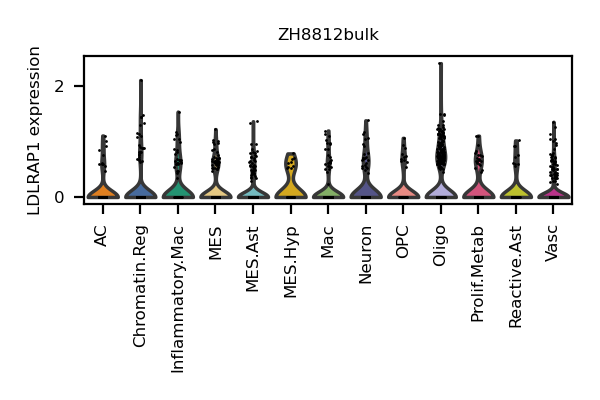 ZH8812bulk
LDLRAP1 expression
2
0
AC
Chromatin.Reg
Inflammatory.Mac
MES
MES.Ast
MES.Hyp
Mac
Neuron
OPC
Oligo
Prolif.Metab
Reactive.Ast
Vasc